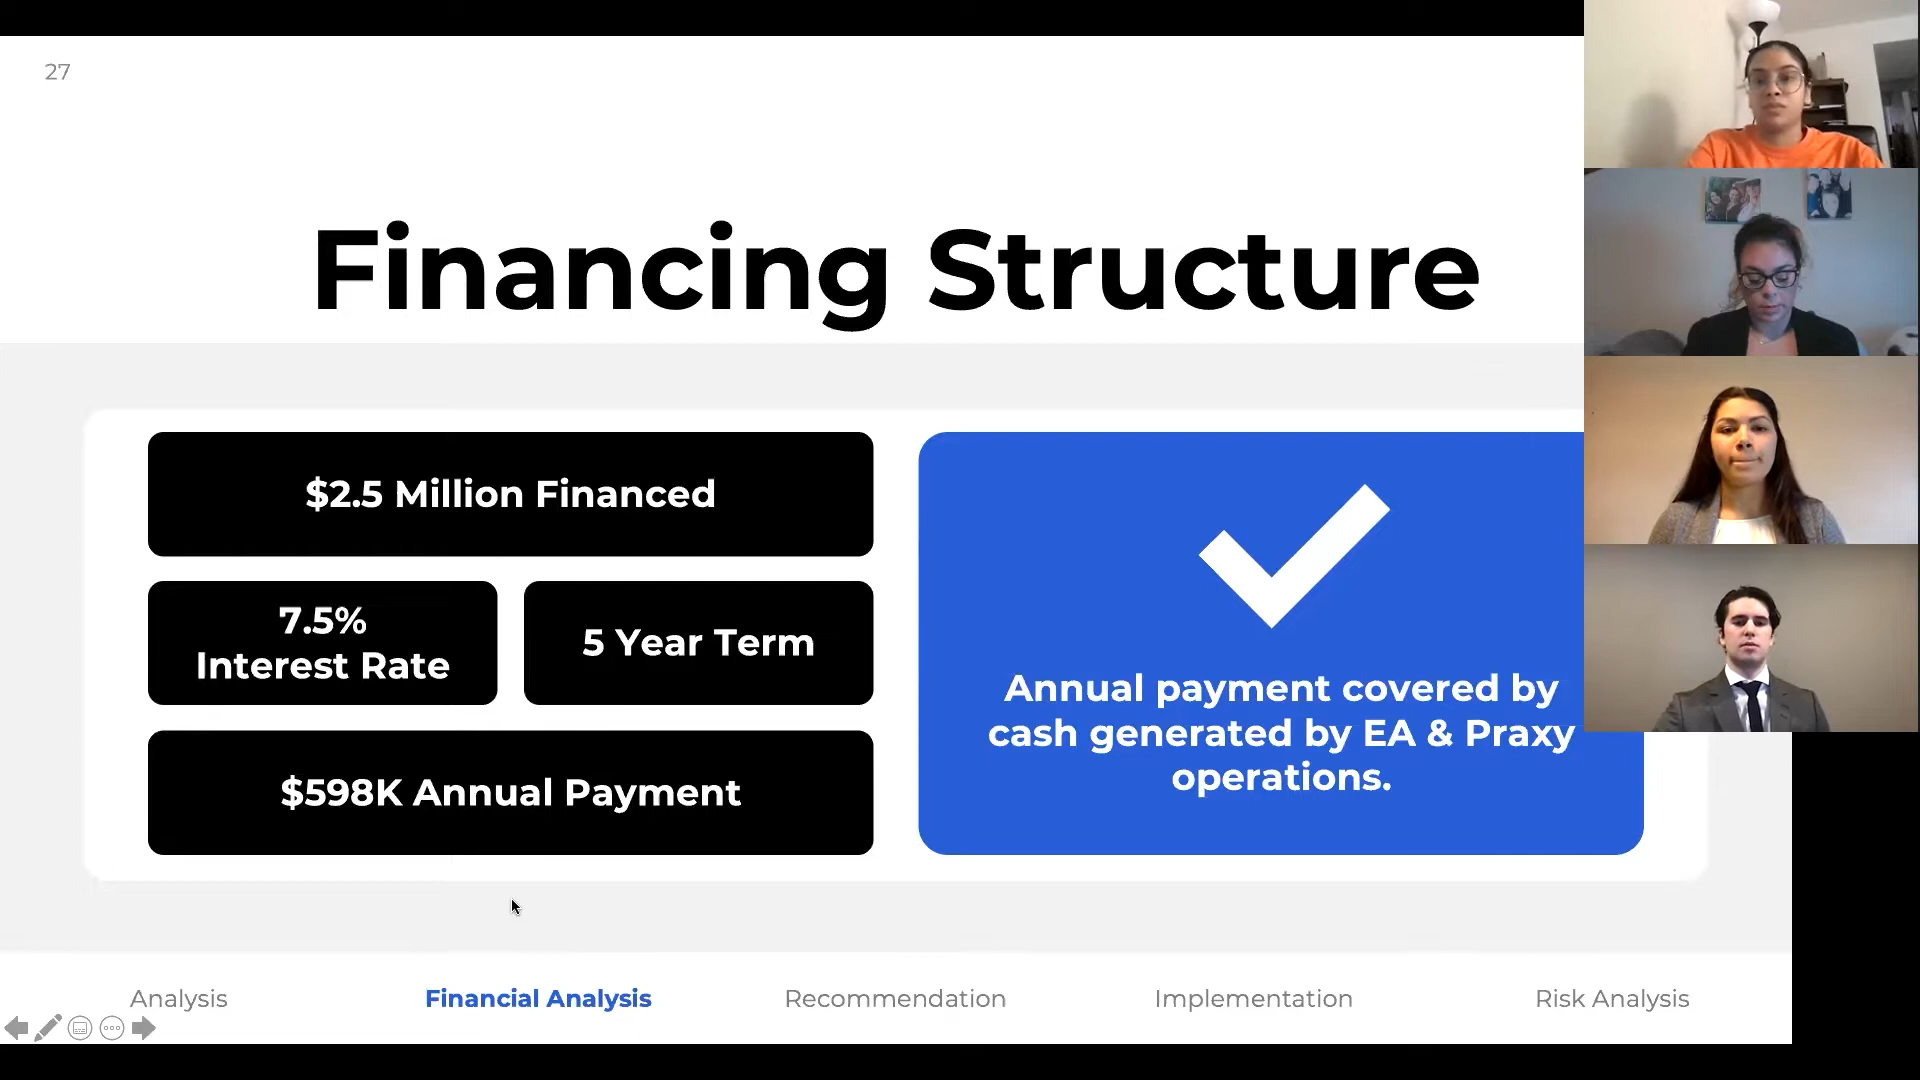 27
Financing Structure
$2.5 Million Financed
7.5%
Interest Rate
5 Year Term
$598K Annual Payment
Annual payment covered by
cash generated by EA & Praxy
operations.
Analysis
Financial Analysis
Recommendation
Implementation
Risk Analysis